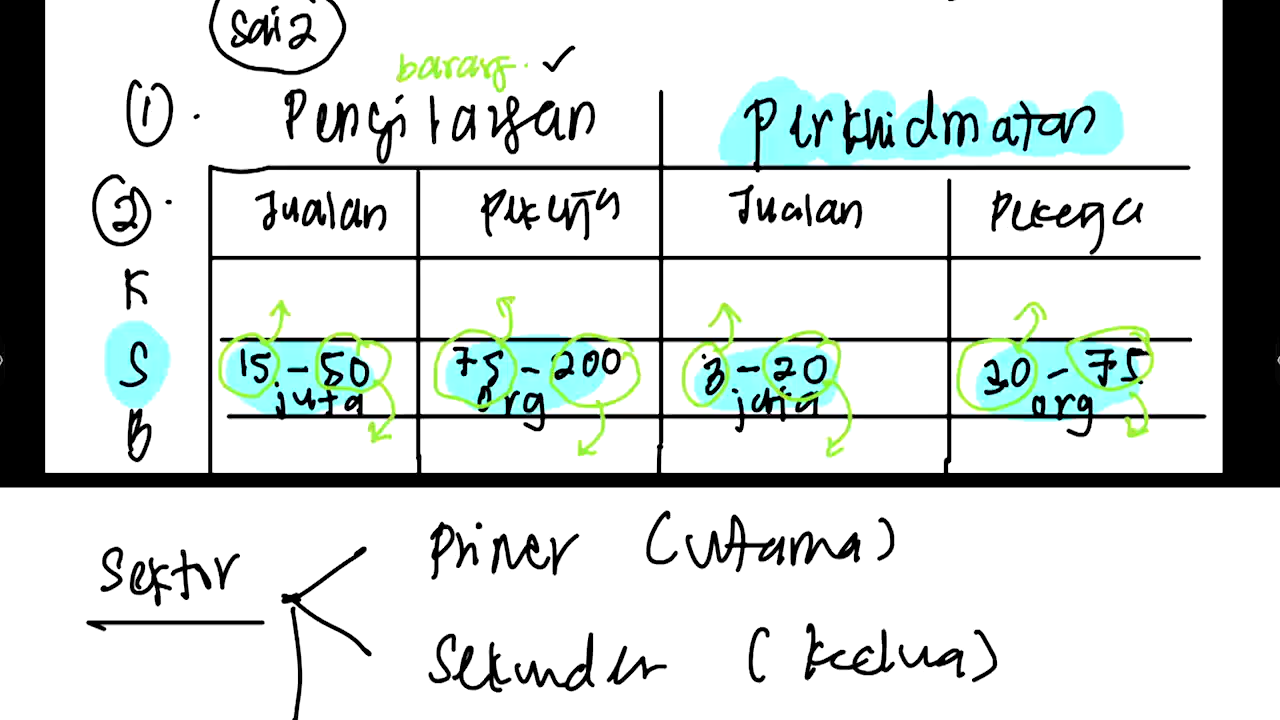 Saiz
barang.
1. Pengilangan Perkhidmatan
2. Jualan Pekerja Jualan Pekerja
K
S 15-50 juta 75-200 org 3-20 juta 30-75 org
B
Sektor
Primer (Utama)
Sekunder (Kedua)